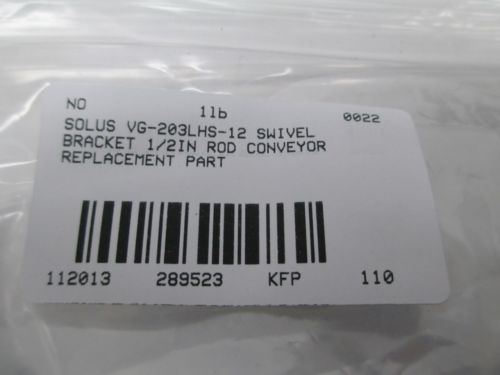 NO 1lb 0022
SOLUS VG-203LHS-12 SWIVEL
BRACKET 1/2IN ROD CONVEYOR
REPLACEMENT PART
112013 289523 KFP 110